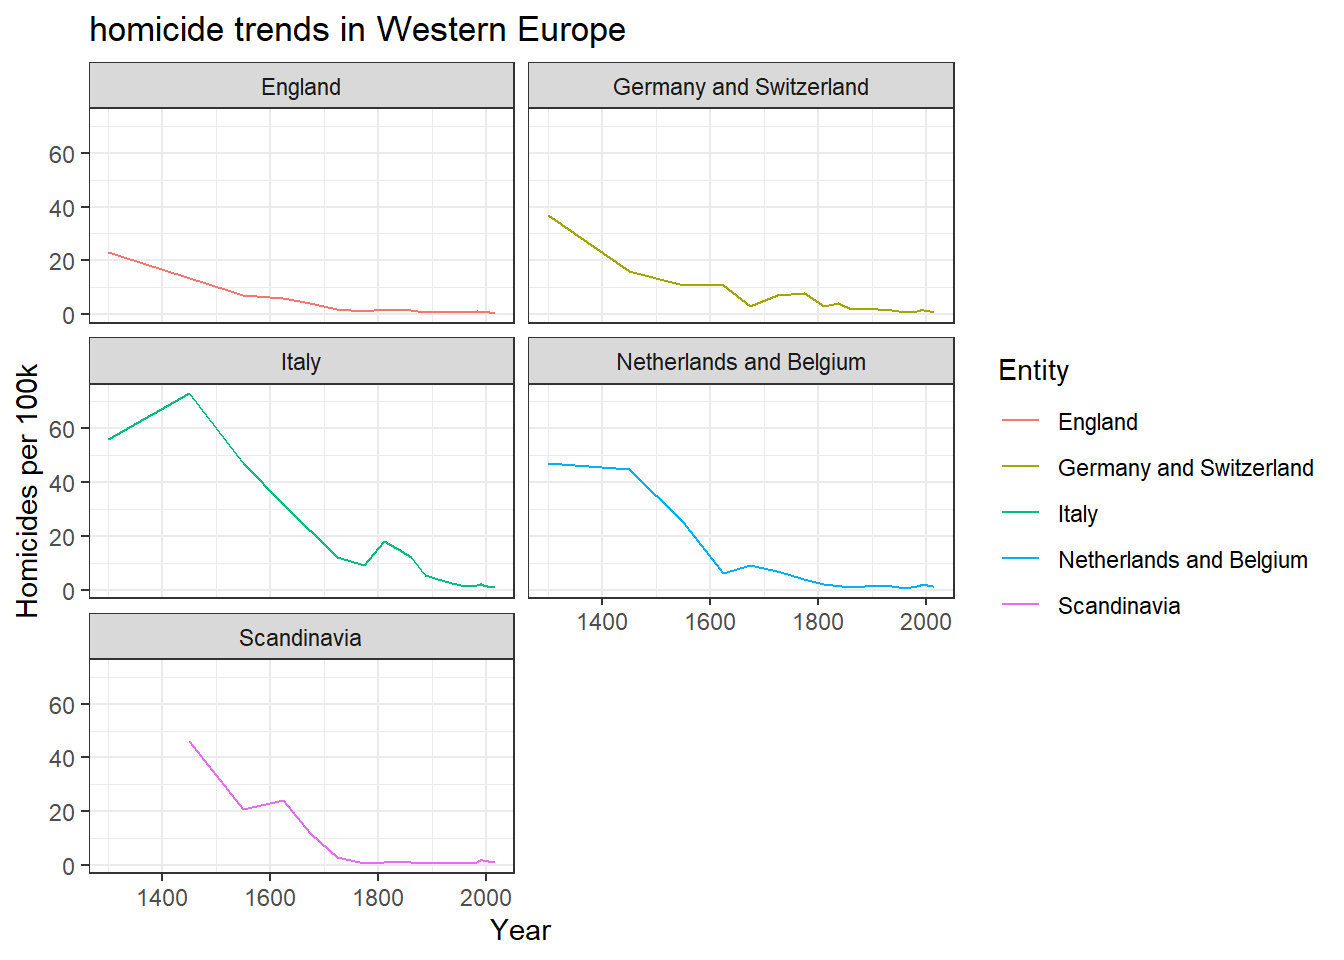 homicide trends in Western Europe
England
Germany and Switzerland
60
40
20
0
Italy
Netherlands and Belgium
60
40
20
0
1400 1600 1800 2000
Scandinavia
60
40
20
0
1400 1600 1800 2000
Year
Homicides per 100k
Entity
England
Germany and Switzerland
Italy
Netherlands and Belgium
Scandinavia